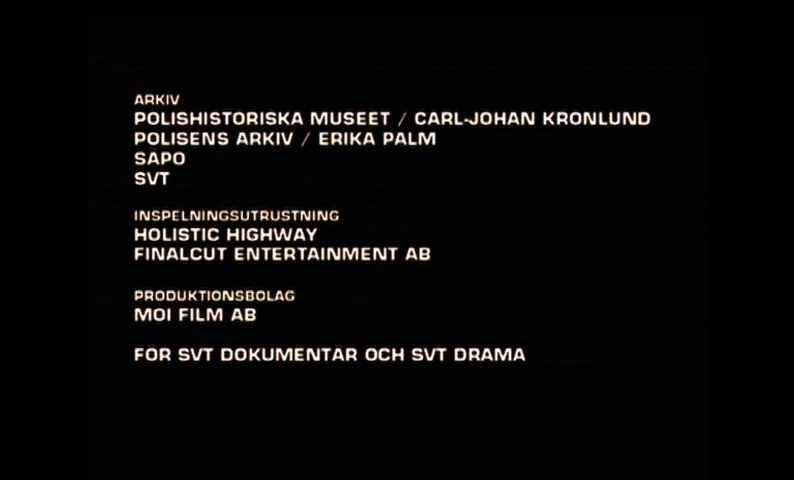 ARKIV
POLISHISTORISKA MUSEET / CARL-JOHAN KRONLUND
POLISENS ARKIV / ERIKA PALM
SAPO
SVT
INSPELNINGSUTRUSTNING
HOLISTIC HIGHWAY
FINALCUT ENTERTAINMENT AB
PRODUKTIONSBOLAG
MOI FILM AB
FÖR SVT DOKUMENTÄR OCH SVT DRAMA